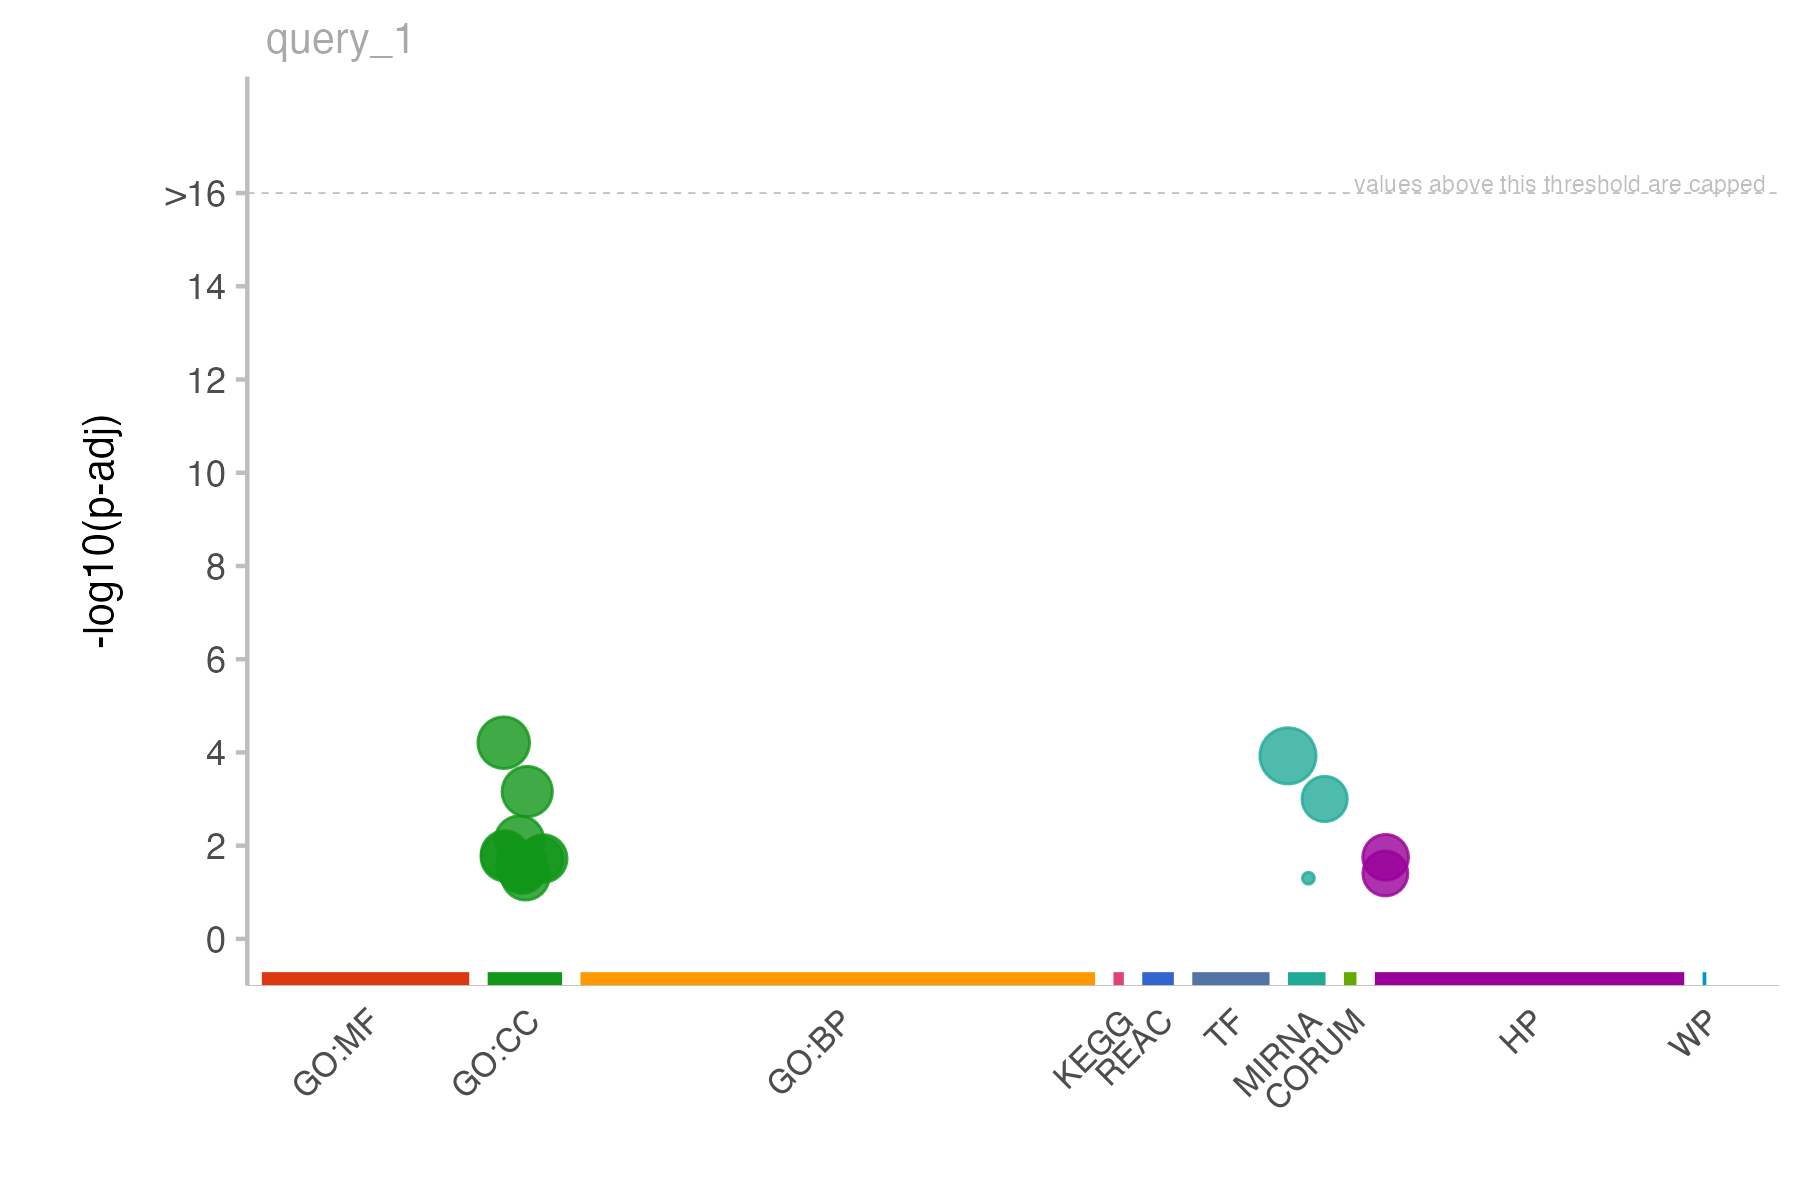 query_1
values above this threshold are capped
>16
14
12
10
8
6
4
2
0
-log10(p-adj)
GO:MF
GO:CC
GO:BP
KEGG
REAC
TF
MIRNA
CORUM
HP
WP